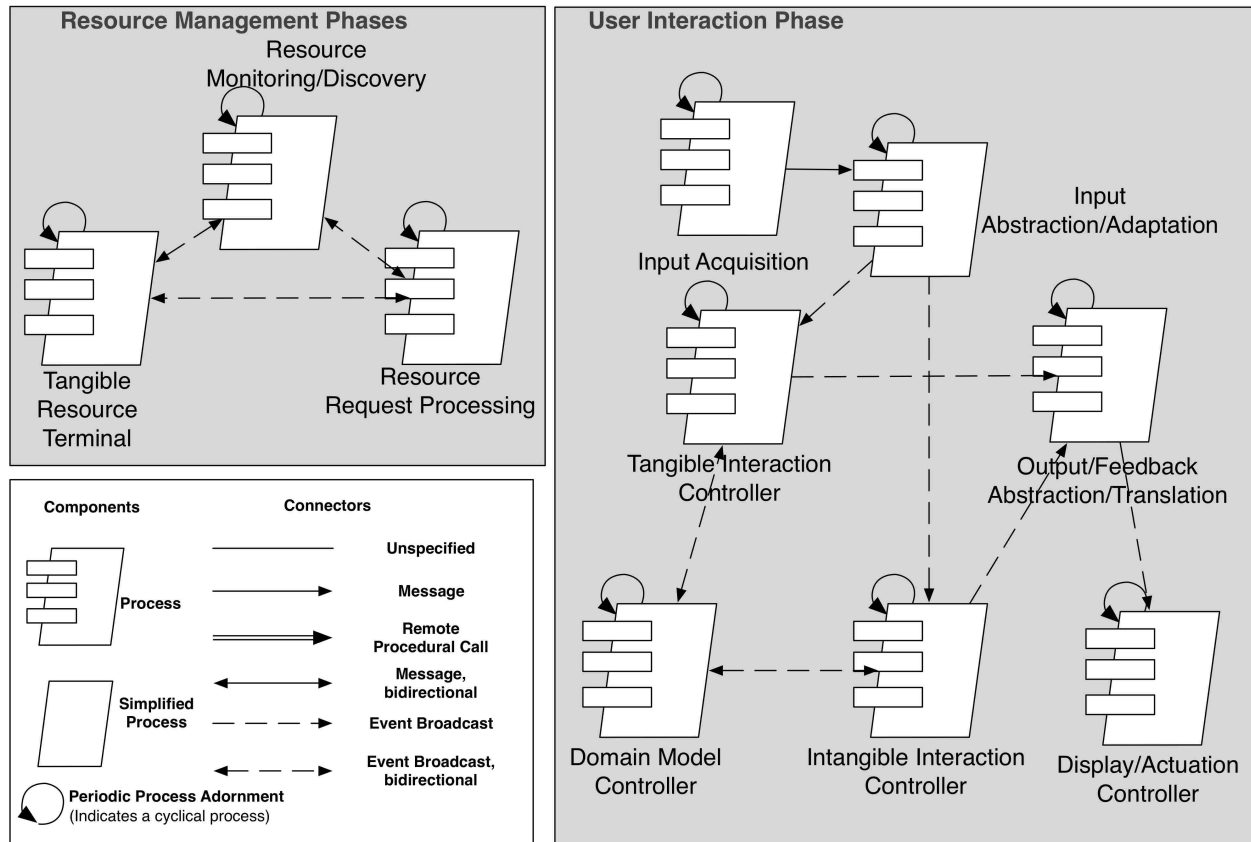 Resource Management Phases
Resource
Monitoring/Discovery
Tangible
Resource
Terminal
Resource
Request Processing
Components
Connectors
Process
Simplified
Process
Unspecified
Message
Remote
Procedural Call
Message,
bidirectional
Event Broadcast
Event Broadcast,
bidirectional
Periodic Process Adornment
(Indicates a cyclical process)
User Interaction Phase
Input Acquisition
Input
Abstraction/Adaptation
Tangible Interaction
Controller
Output/Feedback
Abstraction/Translation
Domain Model
Controller
Intangible Interaction
Controller
Display/Actuation
Controller